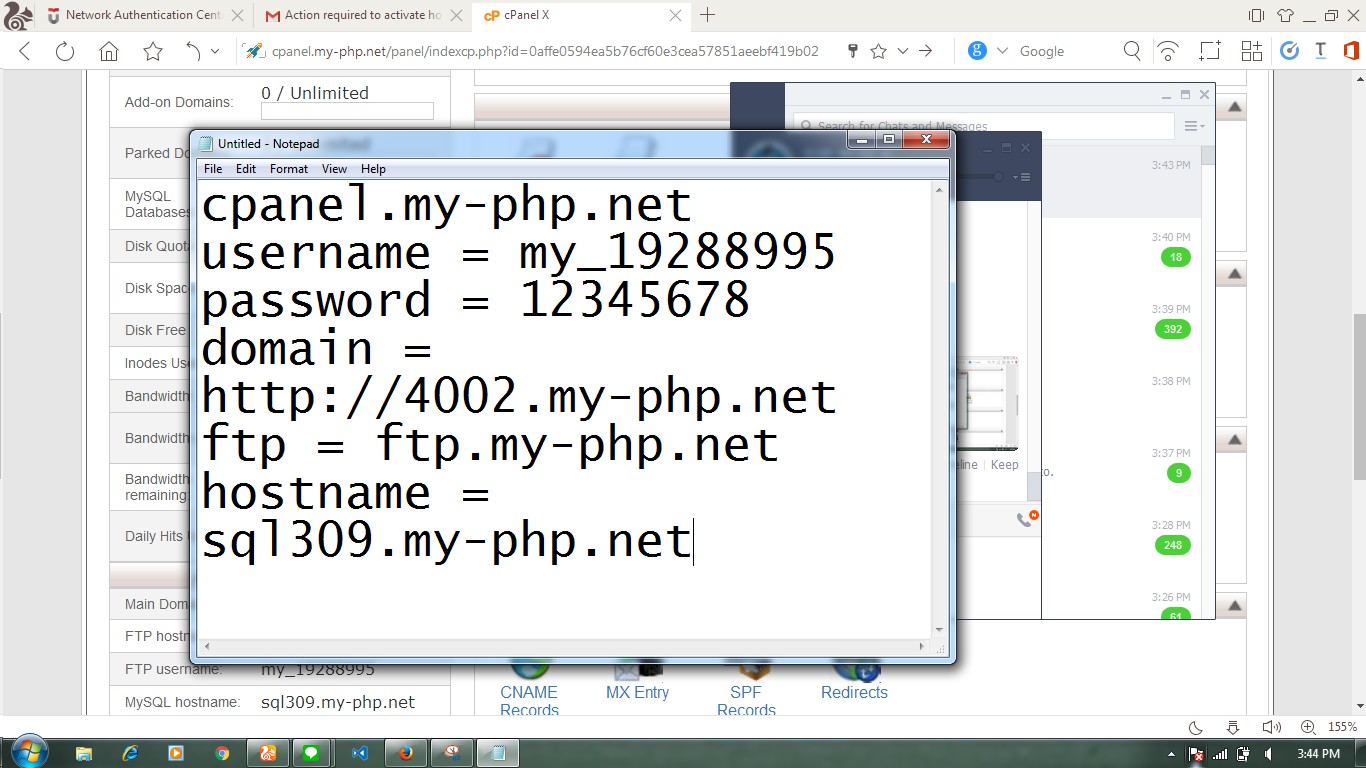 Network Authentication Cent
Action required to activate ho
cPanel X
cpanel.my-php.net/panel/indexcp.php?id=0affe0594ea5b76cf60e3cea57851aeebf419b02
Google
Add-on Domains:
0 / Unlimited
Parked Do
MySQL
Databases
Disk Quot
Disk Spac
Disk Free
Inodes Us
Bandwidth
Bandwidth
Bandwidth
remaining:
Daily Hits
Main Dom
FTP hostn
FTP username:
my_19288995
MySQL hostname:
sql309.my-php.net
Untitled - Notepad
File Edit Format View Help
cpanel.my-php.net
username = my_19288995
password = 12345678
domain =
http://4002.my-php.net
ftp = ftp.my-php.net
hostname =
sql309.my-php.net
Search for Chats and Messages
3:43 PM
3:40 PM
18
3:39 PM
392
3:38 PM
3:37 PM
9
3:28 PM
248
3:26 PM
61
eline | Keep
to.
N
CNAME
Records
MX Entry
SPF
Records
Redirects
155%
3:44 PM